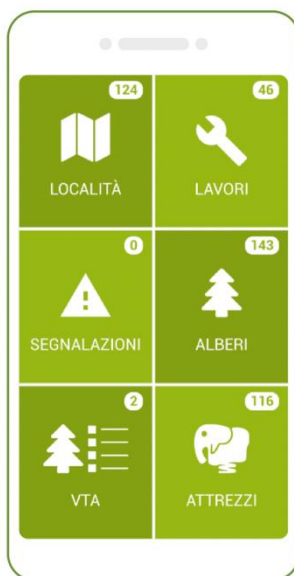 124
LOCALITÀ
46
LAVORI
0
SEGNALAZIONI
143
ALBERI
2
VTA
116
ATTREZZI